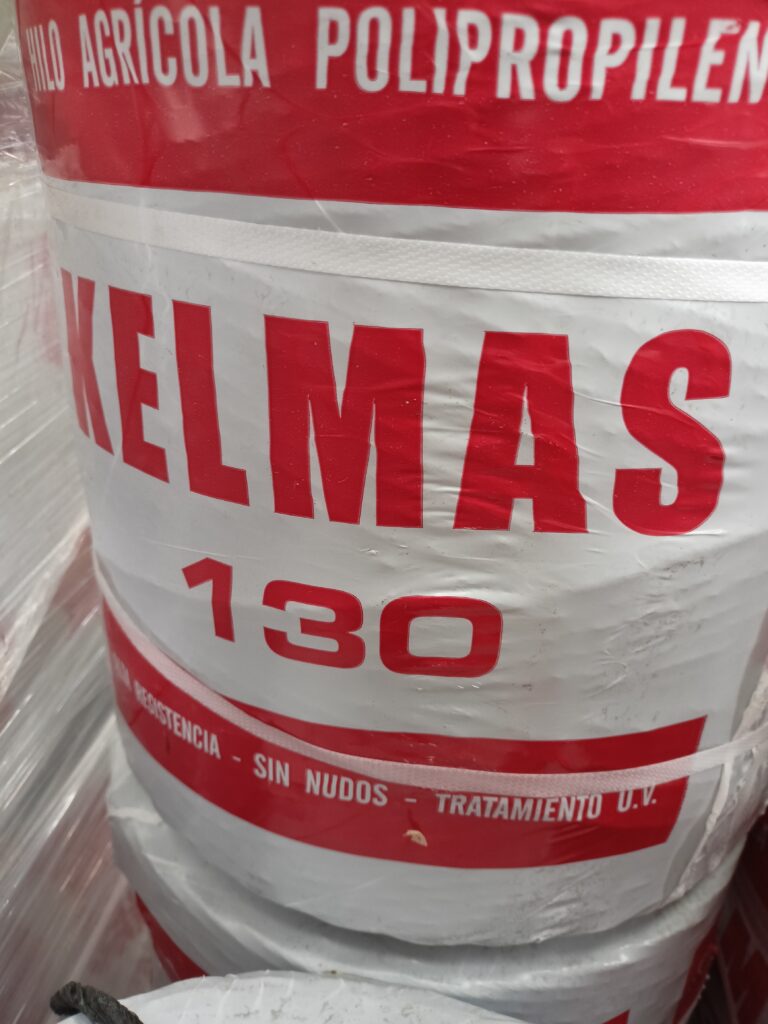 HILO AGRÍCOLA POLIPROPILEN
KELMAS
130
RESISTENCIA - SIN NUDOS - TRATAMIENTO U.V.